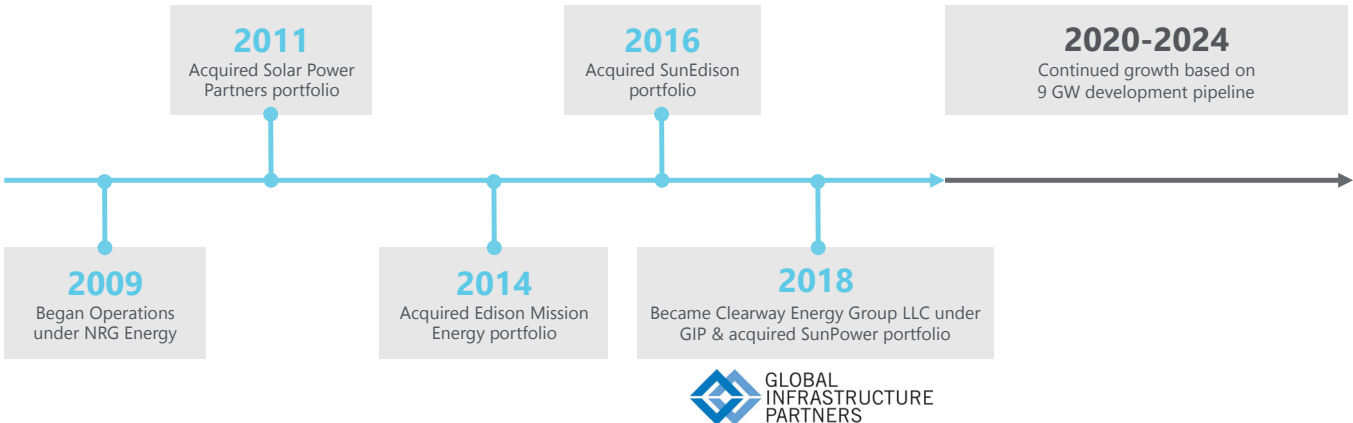 2011
Acquired Solar Power
Partners portfolio
2016
Acquired SunEdison
portfolio
2020-2024
Continued growth based on
9 GW development pipeline
2009
Began Operations
under NRG Energy
2014
Acquired Edison Mission
Energy portfolio
2018
Became Clearway Energy Group LLC under
GIP & acquired SunPower portfolio
GLOBAL
INFRASTRUCTURE
PARTNERS